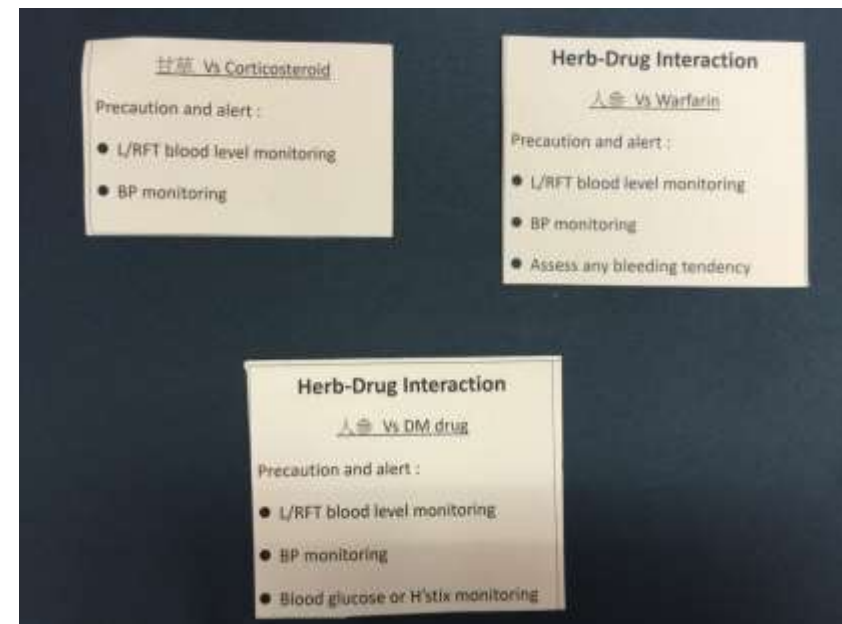 甘草 Vs Corticosteroid
Precaution and alert :
● L/RFT blood level monitoring
● BP monitoring
Herb-Drug Interaction
人參 Vs Warfarin
Precaution and alert :
● L/RFT blood level monitoring
● BP monitoring
● Assess any bleeding tendency
Herb-Drug Interaction
人參 Vs DM drug
Precaution and alert :
● L/RFT blood level monitoring
● BP monitoring
● Blood glucose or H'stix monitoring